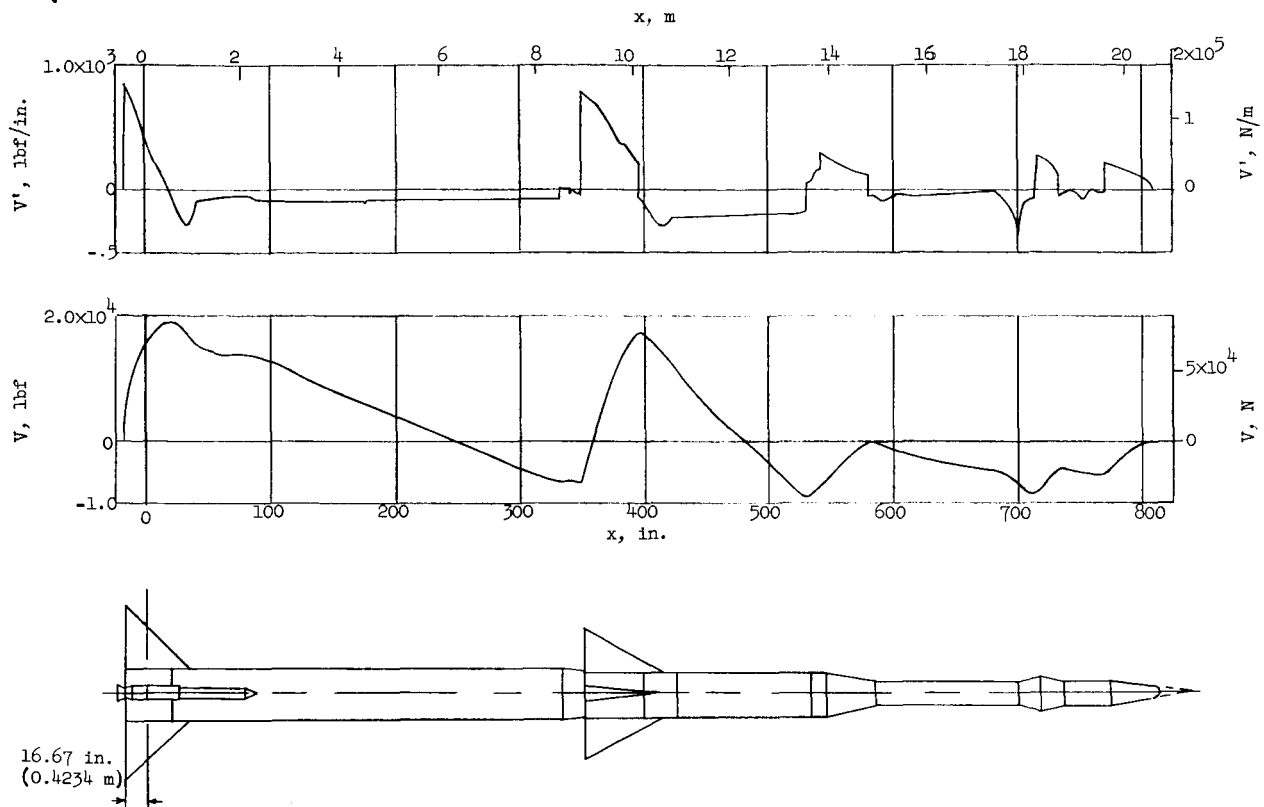 x, m
1.0x10³ 0 2 4 6 8 10 12 14 16 18 20 2x10⁵
V', lbf/in.
0
-.5
1
0
V', N/m
2.0x10⁴
V, lbf
0
-1.0
5x10⁴
0
V, N
0 100 200 300 400 500 600 700 800
x, in.
16.67 in.
(0.4234 m)